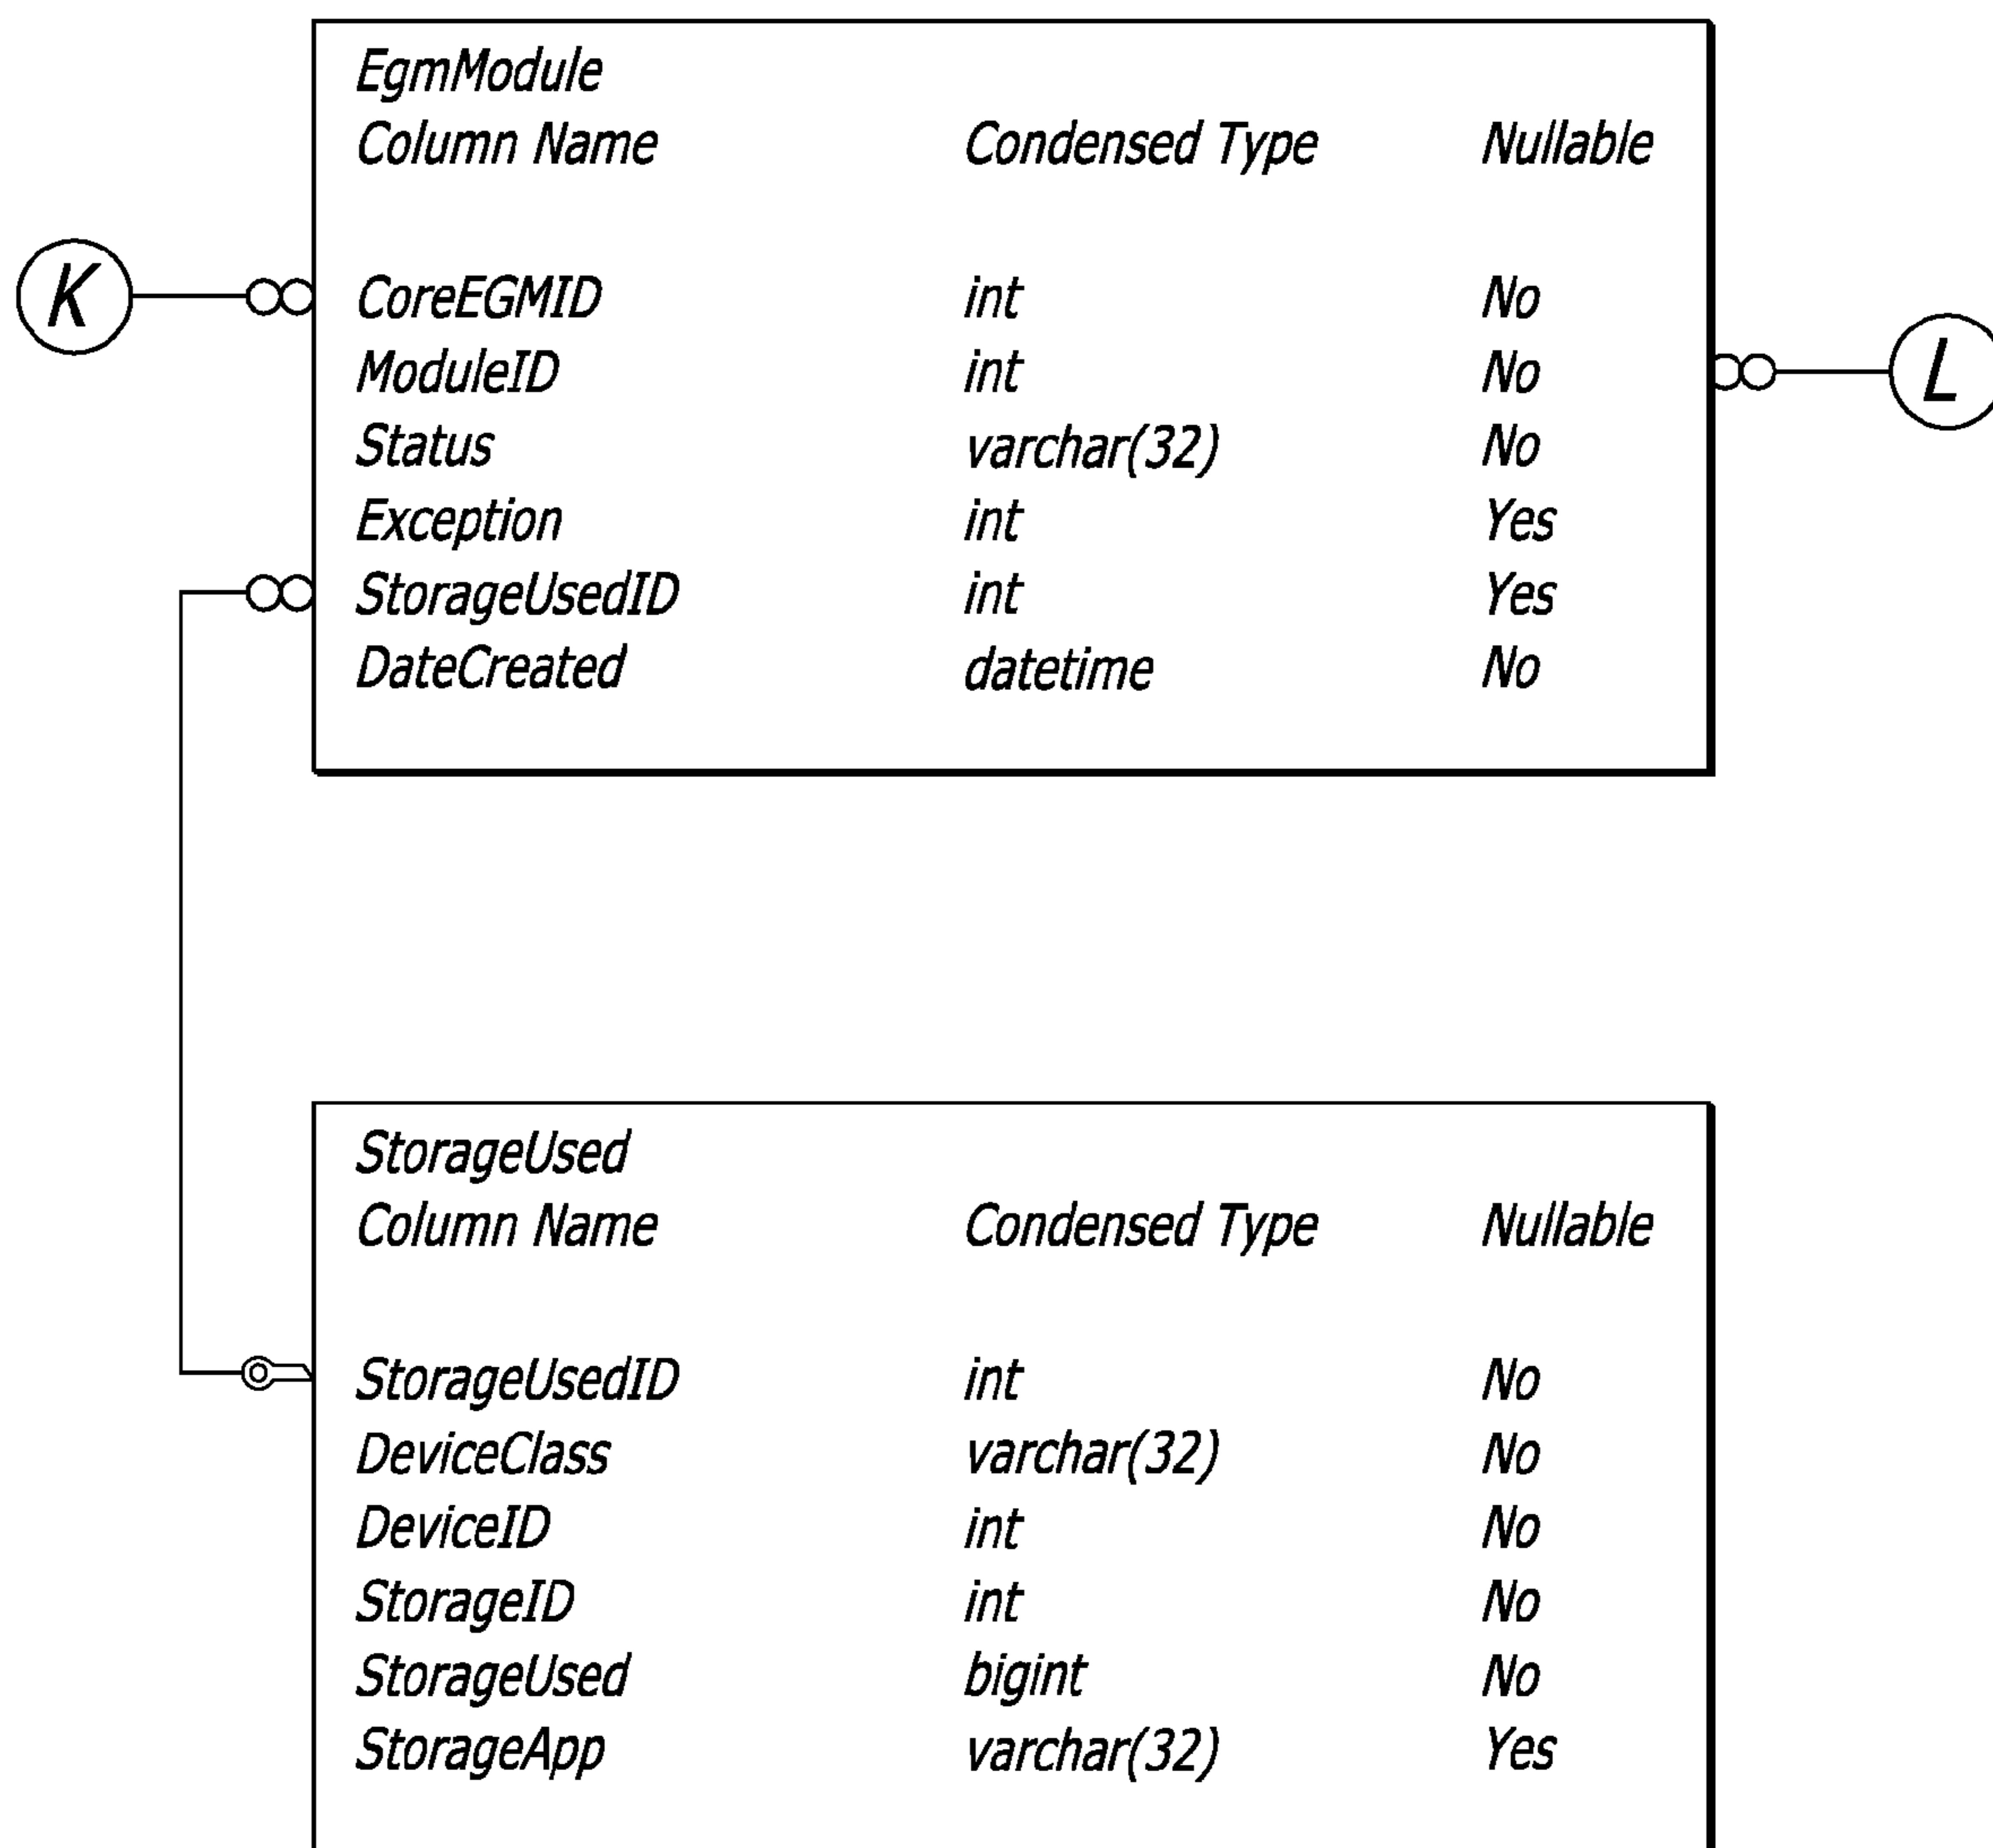 EgmModule
Column Name Condensed Type Nullable
K CoreEGMID int No
ModuleID int No L
Status varchar(32) No
Exception int Yes
StorageUsedID int Yes
DateCreated datetime No
StorageUsed
Column Name Condensed Type Nullable
StorageUsedID int No
DeviceClass varchar(32) No
DeviceID int No
StorageID int No
StorageUsed bigint No
StorageApp varchar(32) Yes